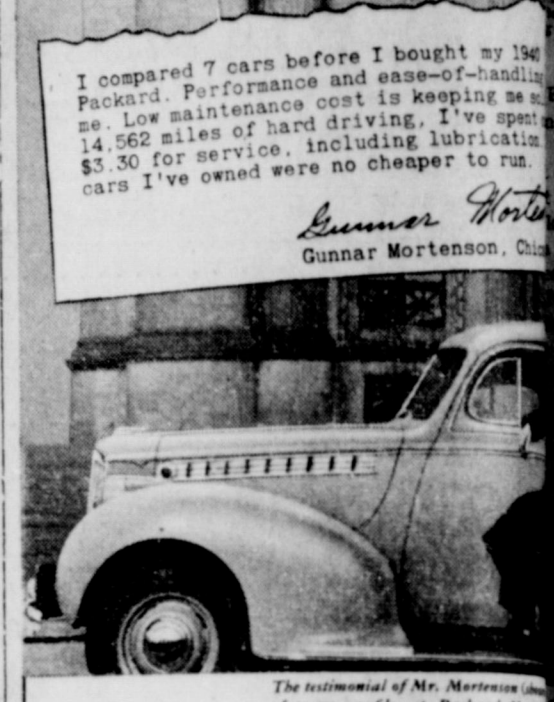 I compared 7 cars before I bought my 1940
Packard. Performance and ease-of-handling
me. Low maintenance cost is keeping me
14,562 miles of hard driving, I've spent
$3.30 for service, including lubrication.
cars I've owned were no cheaper to run.
Gunnar Morten
Gunnar Mortenson, Chica
The testimonial of Mr. Mortenson